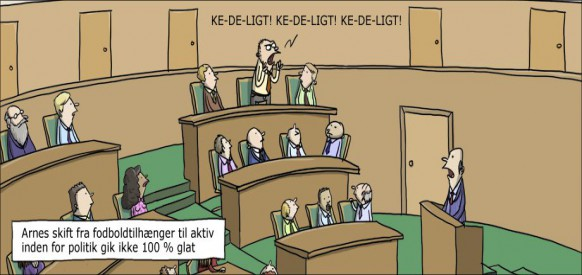 KE-DE-LIGT! KE-DE-LIGT! KE-DE-LIGT!
Arnes skift fra fodboldtilhænger til aktiv
inden for politik gik ikke 100 % glat